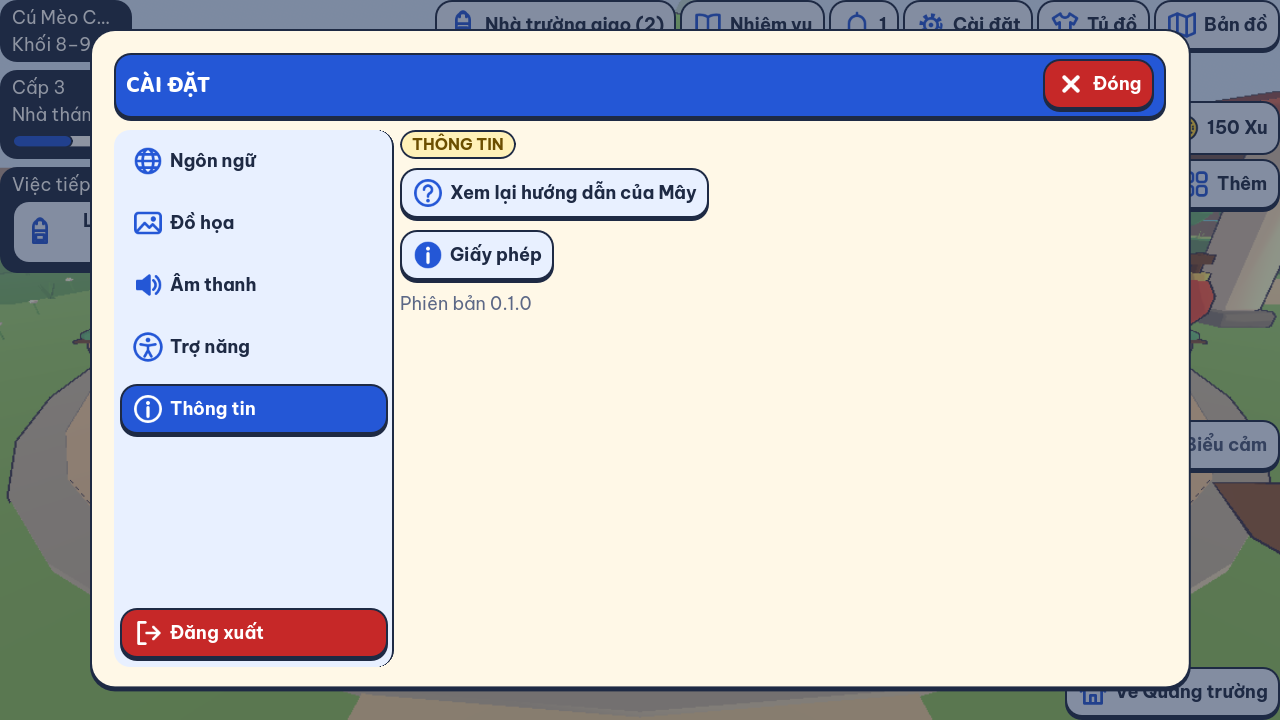 Cú Mèo C...
Khối 8-9
Nhà trường giao (2)
Nhiệm vụ
1
Cài đặt
Tủ đồ
Bản đồ
CÀI ĐẶT
Đóng
Cấp 3
Nhà
150 Xu
Thêm
Việc tiếp
Ngôn ngữ
Đồ họa
Âm thanh
Trợ năng
Thông tin
Đăng xuất
THÔNG TIN
Xem lại hướng dẫn của Mây
Giấy phép
Phiên bản 0.1.0
Biểu cảm
Về Quảng trường